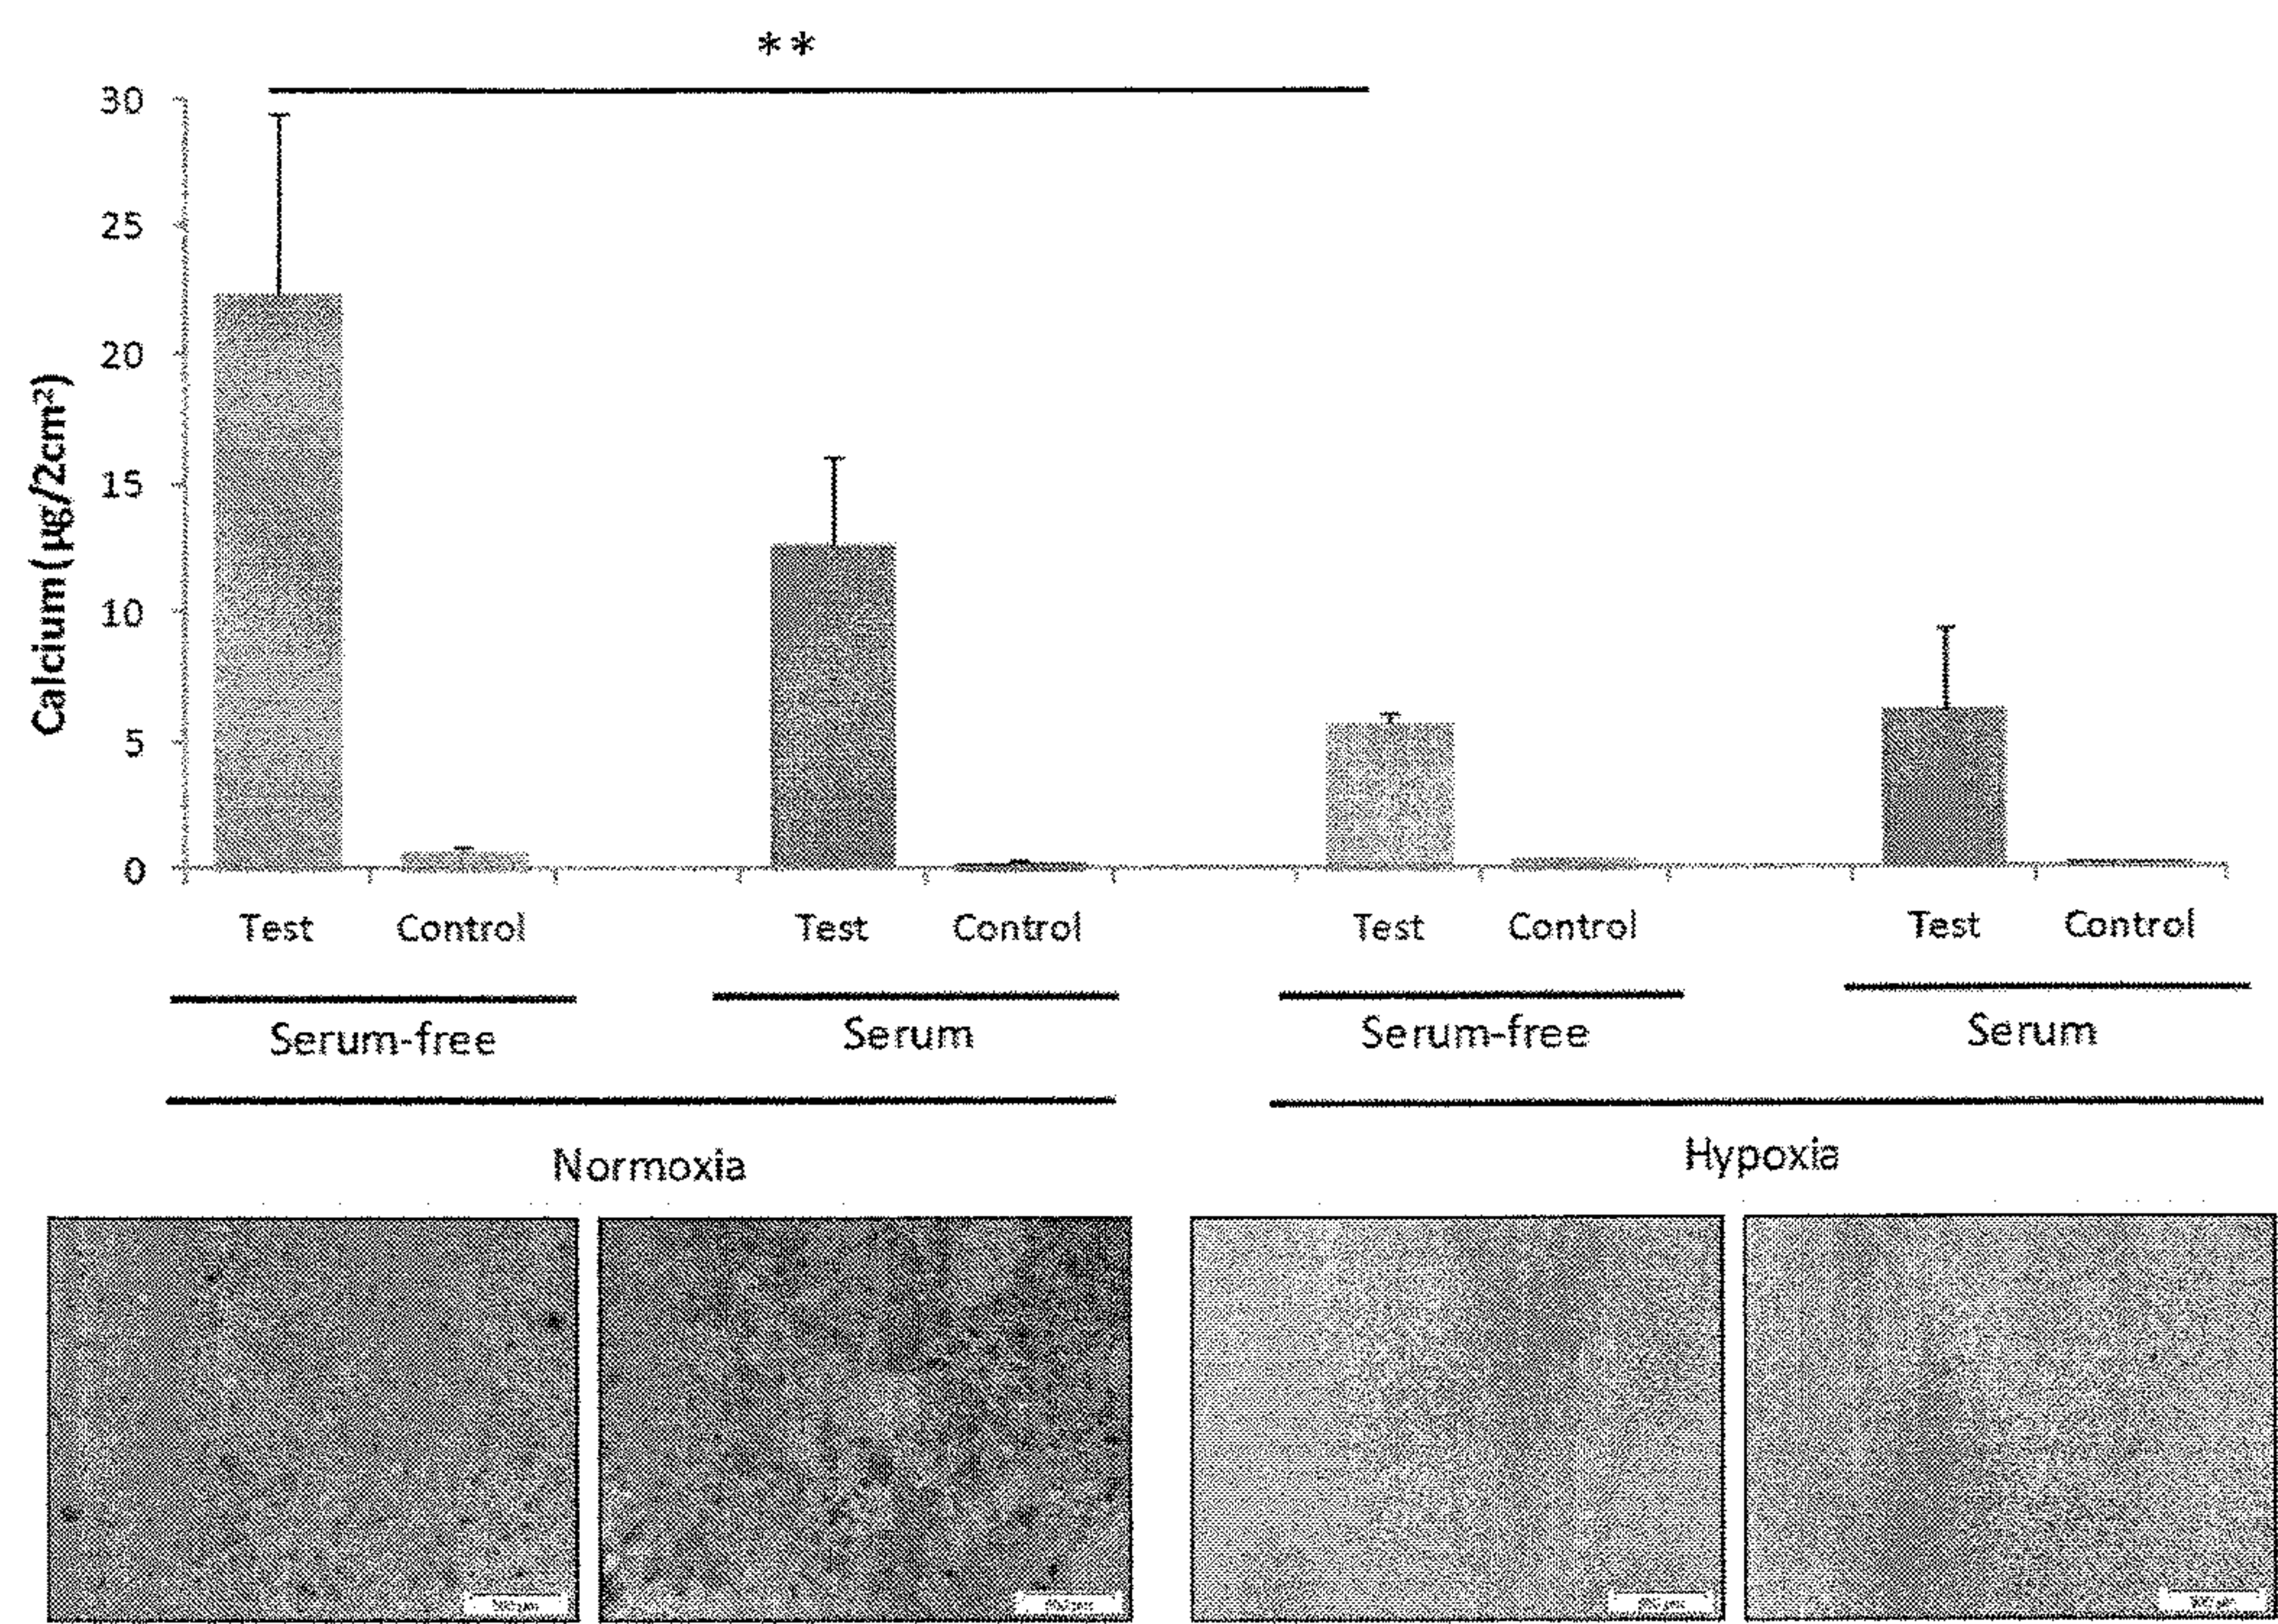 **
30
25
20
15
10
5
0
Calcium (µg/2cm²)
Test Control Test Control Test Control Test Control
Serum-free Serum Serum-free Serum
Normoxia Hypoxia